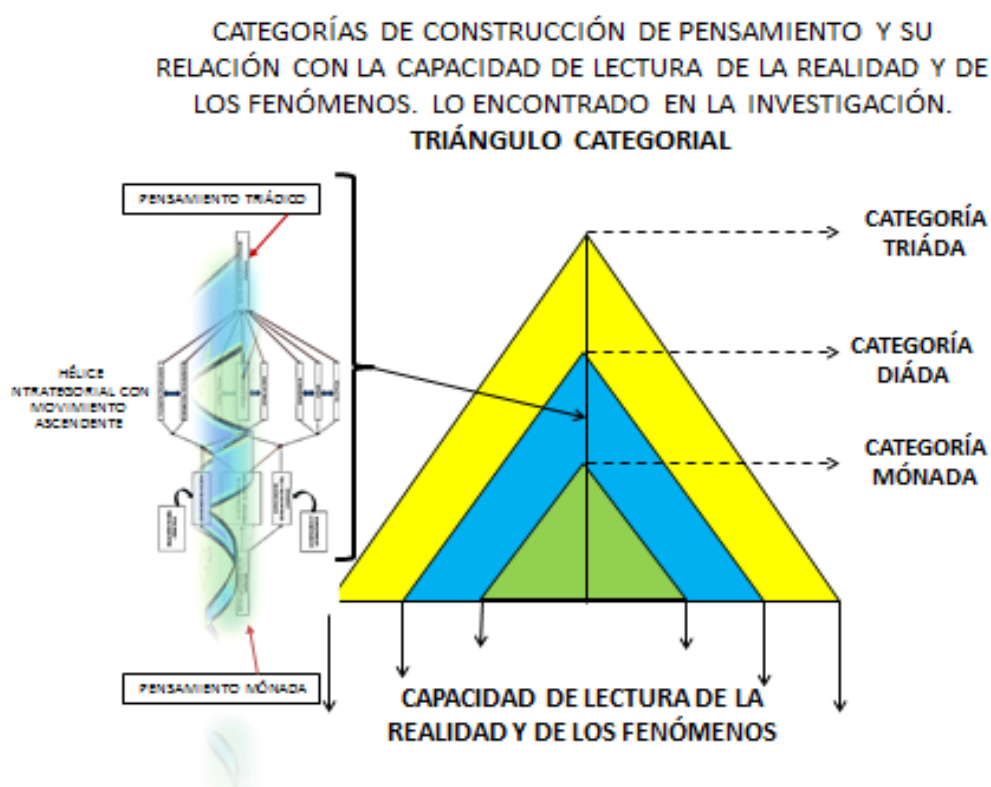 CATEGORÍAS DE CONSTRUCCIÓN DE PENSAMIENTO Y SU
RELACIÓN CON LA CAPACIDAD DE LECTURA DE LA REALIDAD Y DE
LOS FENÓMENOS. LO ENCONTRADO EN LA INVESTIGACIÓN.
TRIÁNGULO CATEGORIAL
PENSAMIENTO TRIÁDICO
HÉLICE
NTRATEGORIAL CON
MOVIMIENTO
ASCENDENTE
PENSAMIENTO MÓNADA
CATEGORÍA
TRIÁDA
CATEGORÍA
DIÁDA
CATEGORÍA
MÓNADA
CAPACIDAD DE LECTURA DE LA
REALIDAD Y DE LOS FENÓMENOS